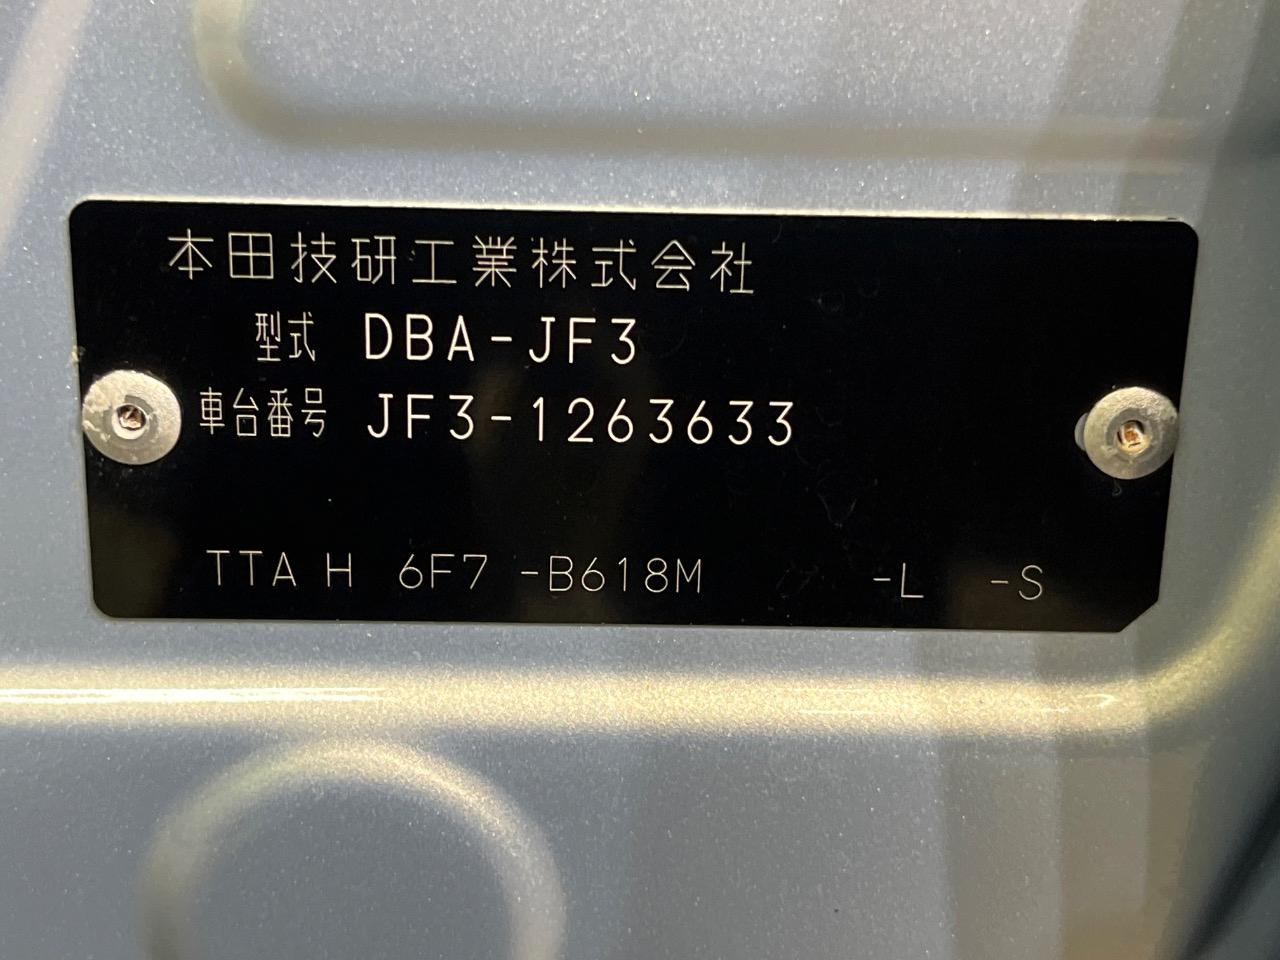 本田技研工業株式会社
型式 DBA-JF3
車台番号 JF3-1263633
TTA H 6F7 -B618M -L -S